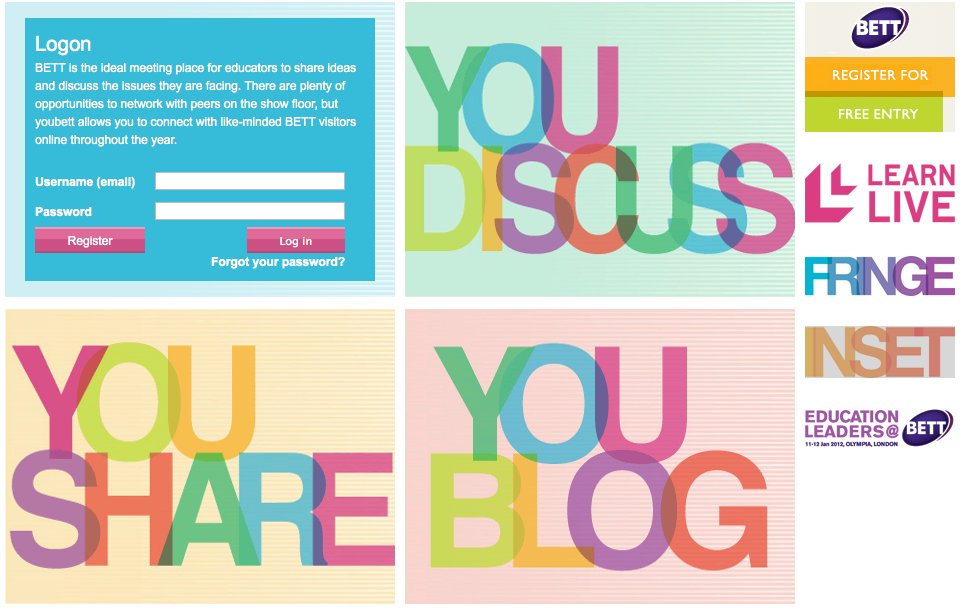 Logon
BETT is the ideal meeting place for educators to share ideas
and discuss the issues they are facing. There are plenty of
opportunities to network with peers on the show floor, but
youbett allows you to connect with like-minded BETT visitors
online throughout the year.
Username (email)
Password
Register Log in
Forgot your password?
YOU
DISCUSS
YOU
SHARE
YOU
BLOG
BETT
REGISTER FOR
FREE ENTRY
LEARN
LIVE
FRINGE
INSET
EDUCATION
LEADERS@ BETT
11-12 Jan 2012, OLYMPIA, LONDON